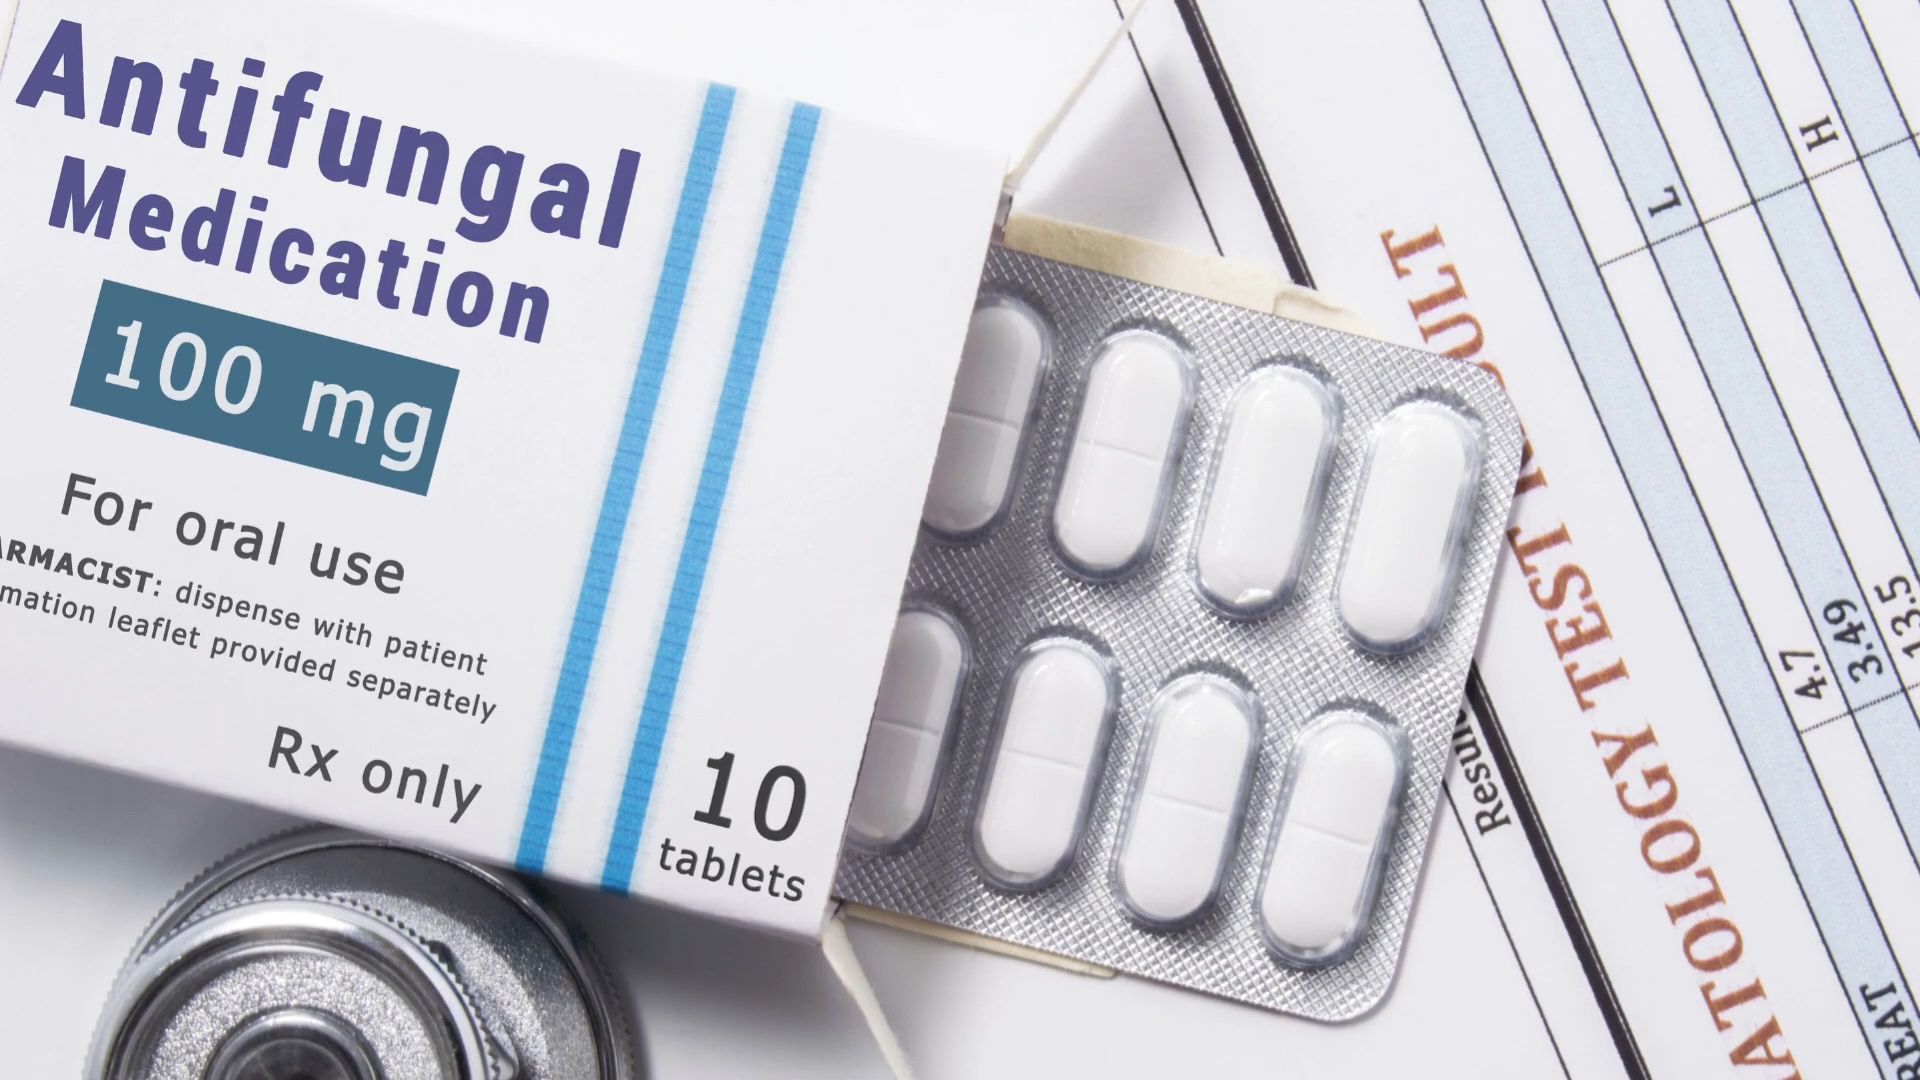 Antifungal
Medication
100 mg
For oral use
ARMACIST: dispense with patient
mation leaflet provided separately
Rx only
10
tablets
L
H
ATOLOGY TEST
ULT
4.7
3.49
13.5
Resul
REAT